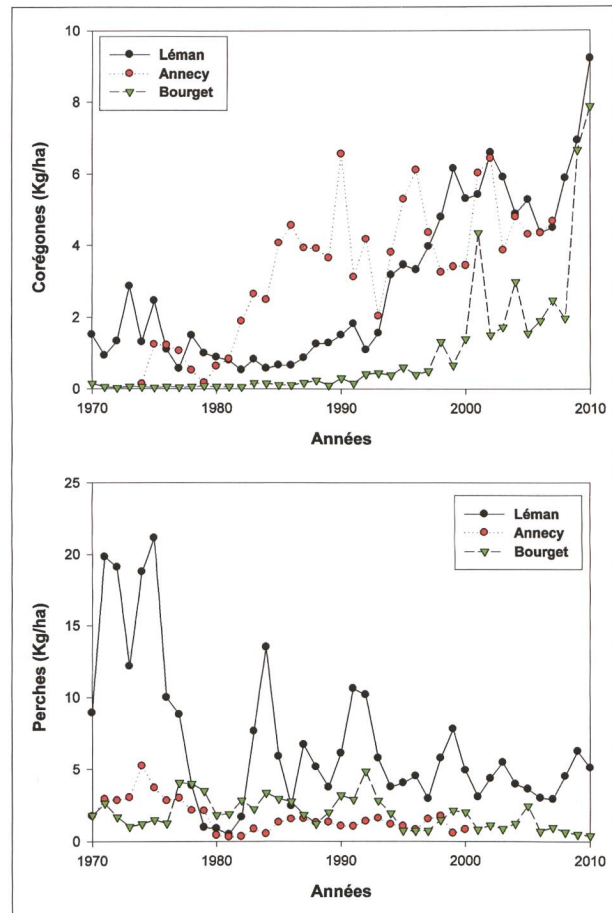 Corégones (Kg/ha)
10
8
6
4
2
0
Léman
Annecy
Bourget
1970
1980
1990
2000
2010
Années
Perches (Kg/ha)
25
20
15
10
5
0
Léman
Annecy
Bourget
1970
1980
1990
2000
2010
Années